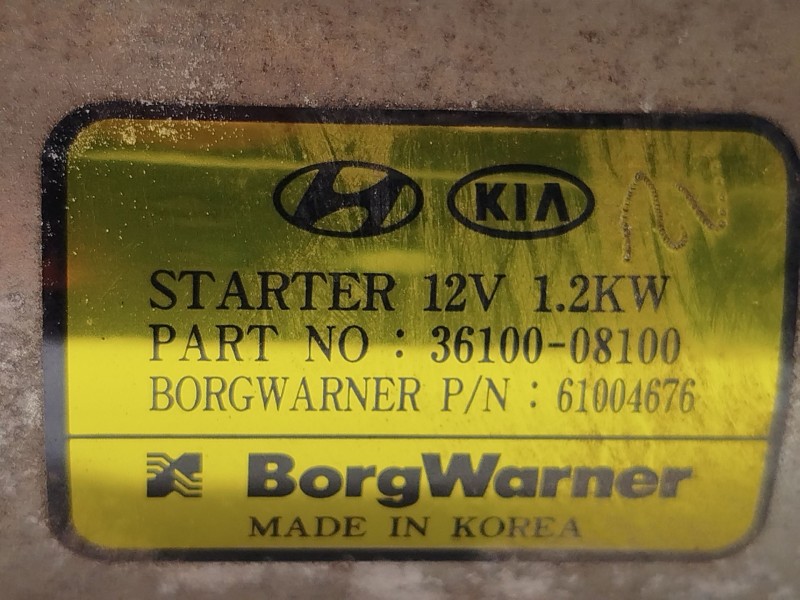 KIA
STARTER 12V 1.2KW
PART NO : 36100-08100
BORGWARNER P/N : 61004676
BorgWarner
MADE IN KOREA